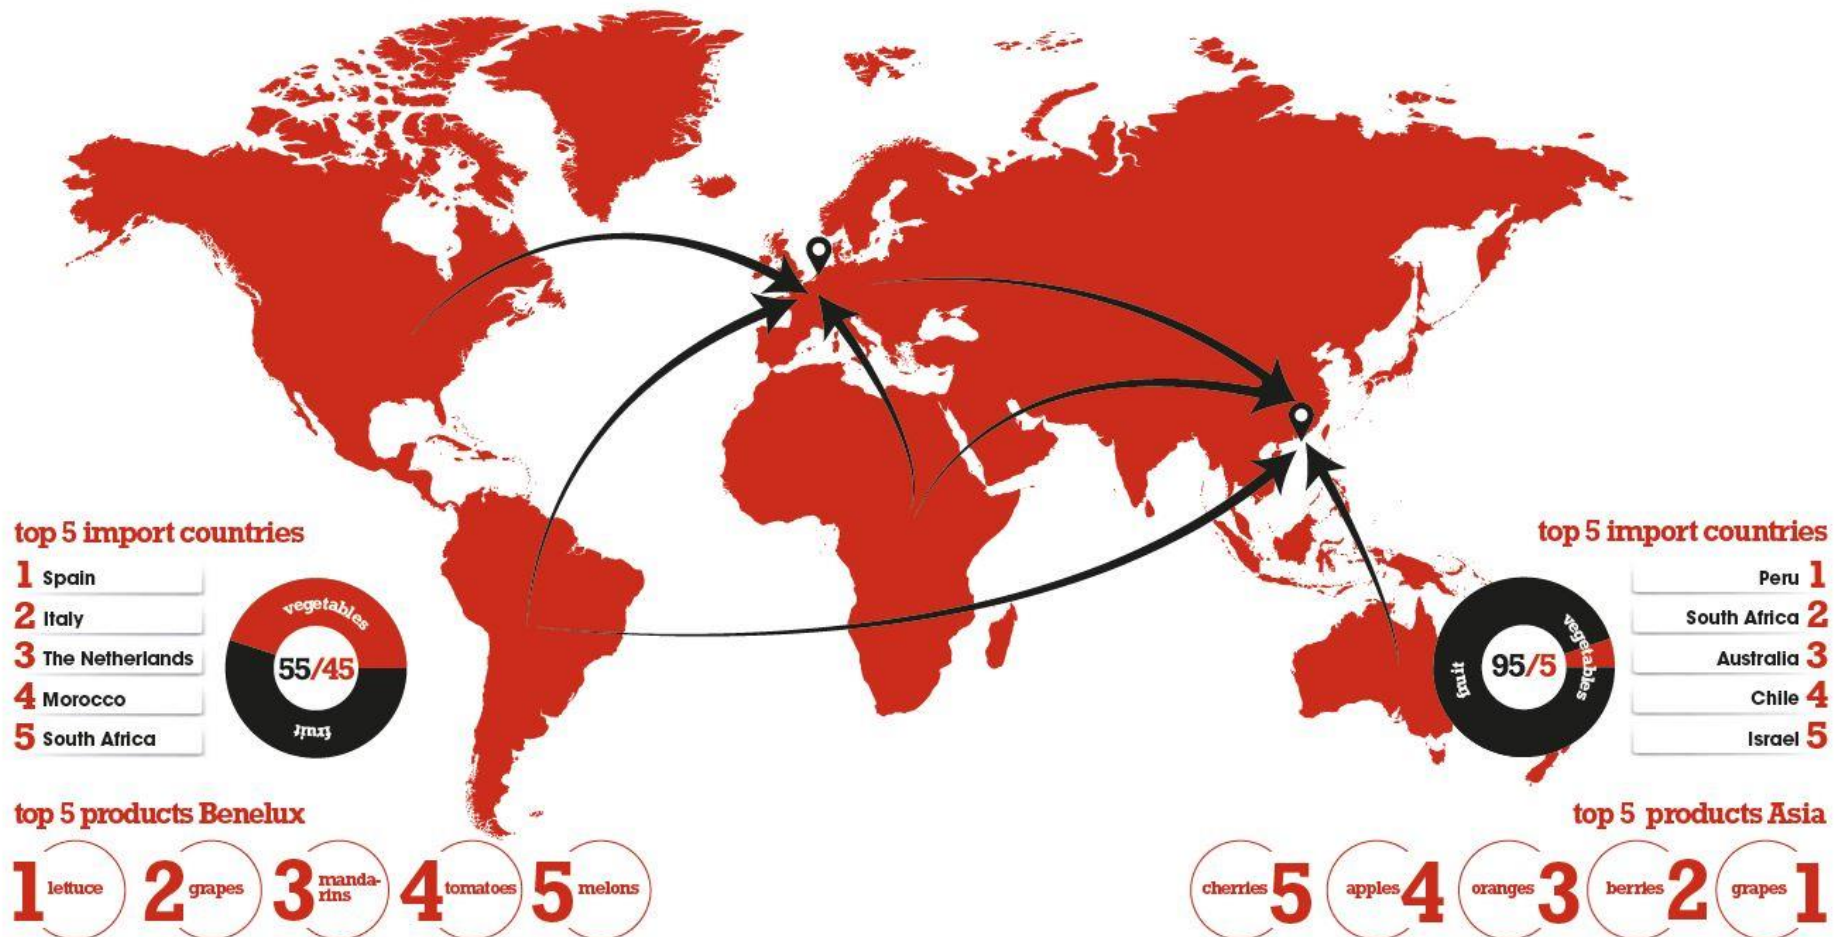 top 5 import countries
1 Spain
2 Italy
3 The Netherlands
4 Morocco
5 South Africa
vegetables
55/45
fruit
top 5 products Benelux
1 lettuce
2 grapes
3 manda-
rins
4 tomatoes
5 melons
top 5 import countries
Peru 1
South Africa 2
Australia 3
Chile 4
Israel 5
vegetables
95/5
fruit
top 5 products Asia
cherries 5
apples 4
oranges 3
berries 2
grapes 1